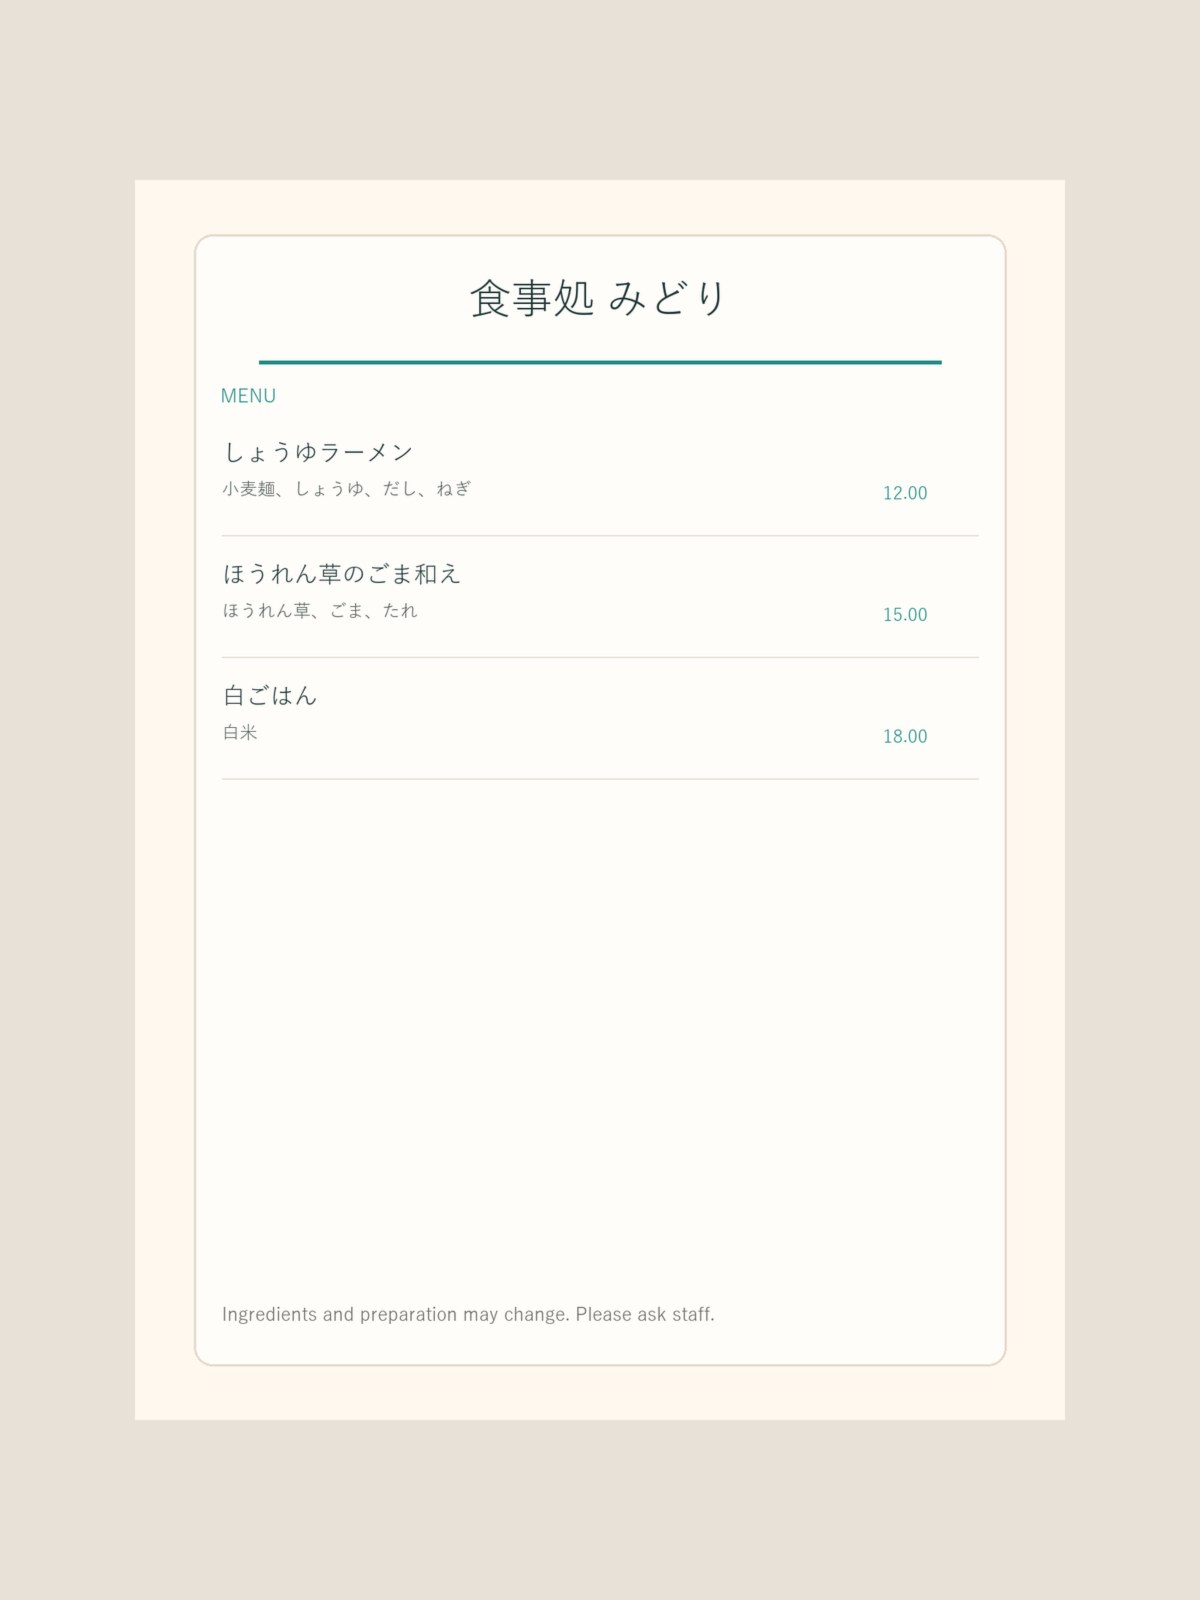 食事処 みどり
MENU
しょうゆラーメン
小麦麺、しょうゆ、だし、ねぎ
12.00
ほうれん草のごま和え
ほうれん草、ごま、たれ
15.00
白ごはん
白米
18.00
Ingredients and preparation may change. Please ask staff.